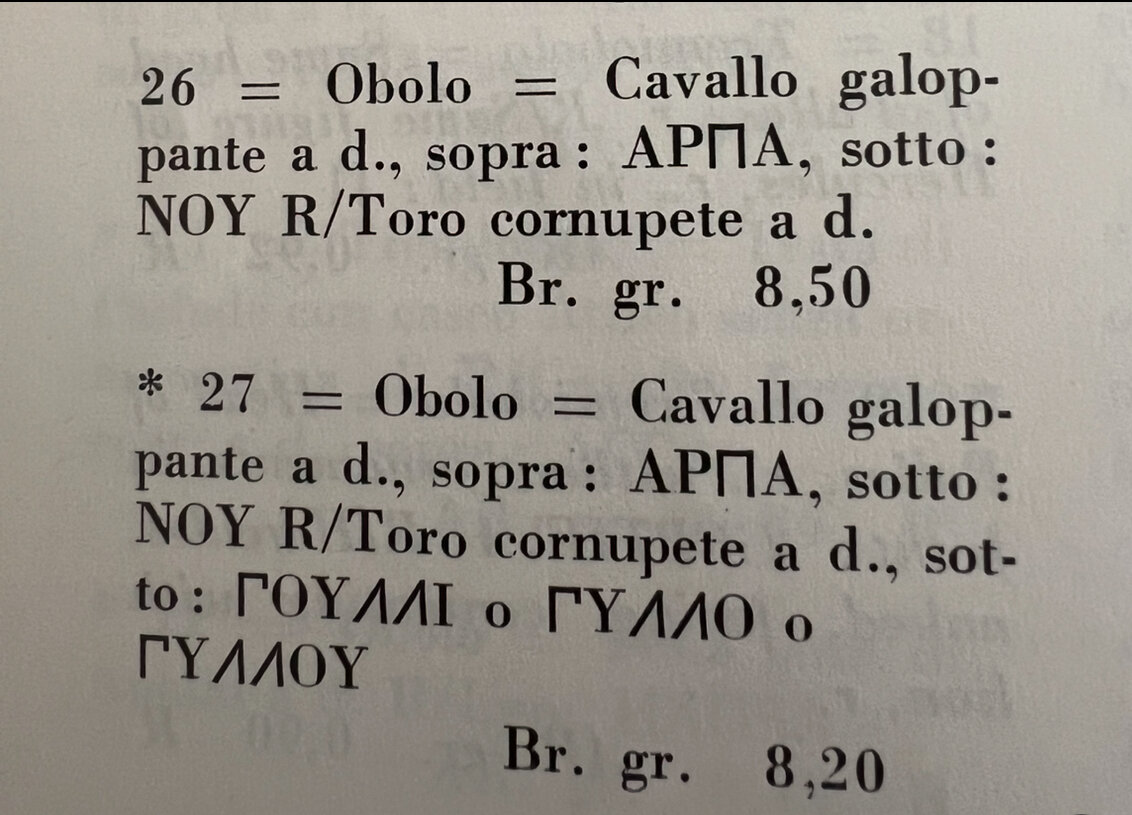 26 = Obolo = Cavallo galop-
pante a d., sopra: ΑΡΠΑ, sotto:
ΝΟΥ R/Toro cornupete a d.
Br. gr. 8,50
* 27 = Obolo = Cavallo galop-
pante a d., sopra: ΑΡΠΑ, sotto:
ΝΟΥ R/Toro cornupete a d., sot-
to: ΓΟΥΛΛΙ o ΓΥΛΛΟ o
ΓΥΛΛΟΥ
Br. gr. 8,20